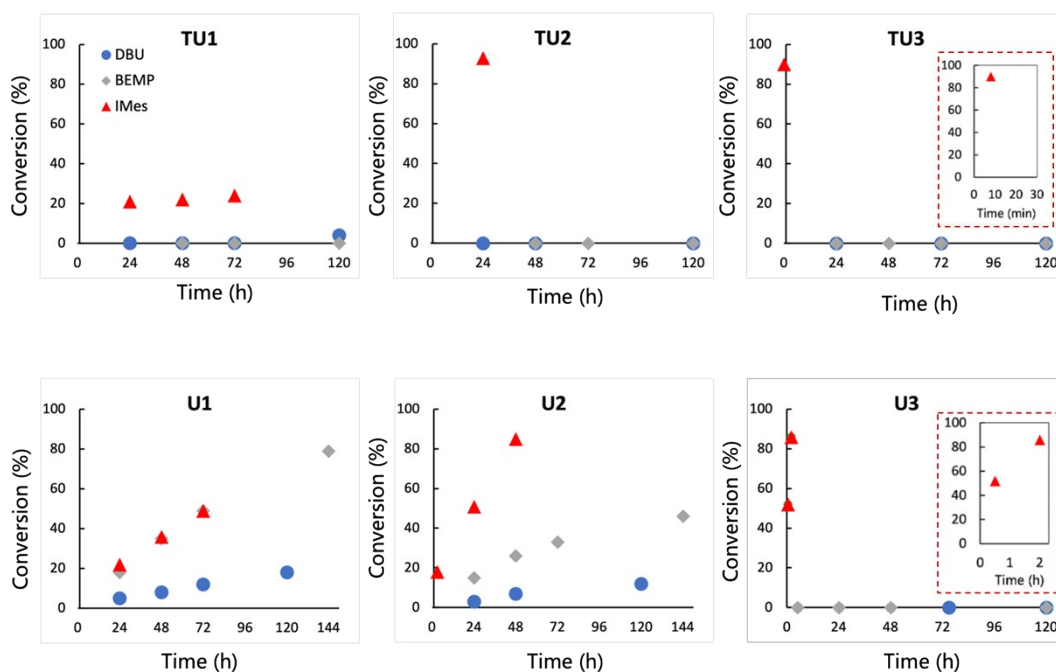 TU1
100
80
60
40
20
0
Conversion (%)
DBU
BEMP
IMes
0 24 48 72 96 120
Time (h)
TU2
100
80
60
40
20
0
Conversion (%)
0 24 48 72 96 120
Time (h)
TU3
100
80
60
40
20
0
Conversion (%)
0 24 48 72 96 120
Time (h)
100
80
60
40
20
0
0 10 20 30
Time (min)
U1
100
80
60
40
20
0
Conversion (%)
0 24 48 72 96 120 144
Time (h)
U2
100
80
60
40
20
0
Conversion (%)
0 24 48 72 96 120 144
Time (h)
U3
100
80
60
40
20
0
Conversion (%)
0 24 48 72 96 120
Time (h)
100
80
60
40
20
0
0 1 2
Time (h)